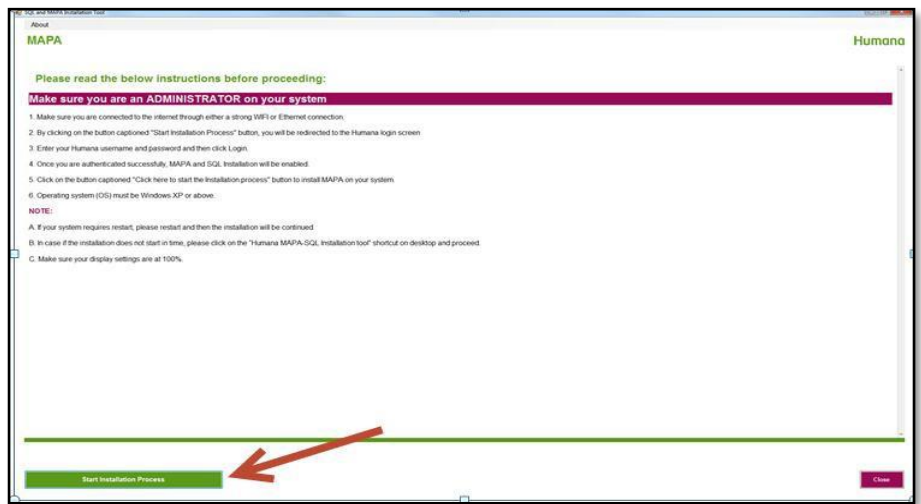 SQL and MAPA Installation Tool
About
MAPA
Humana
Please read the below instructions before proceeding:
Make sure you are an ADMINISTRATOR on your system
1. Make sure you are connected to the internet through either a strong WIFI or Ethernet connection.
2. By clicking on the button captioned "Start Installation Process" button, you will be redirected to the Humana login screen
3. Enter your Humana username and password and then click Login.
4. Once you are authenticated successfully, MAPA and SQL Installation will be enabled.
5. Click on the button captioned "Click here to start the Installation process" button to install MAPA on your system.
6. Operating system (OS) must be Windows XP or above.
NOTE:
A. If your system requires restart, please restart and then the installation will be continued.
B. In case if the installation does not start in time, please click on the "Humana MAPA-SQL Installation tool" shortcut on desktop and proceed.
C. Make sure your display settings are at 100%.
Start Installation Process
Close